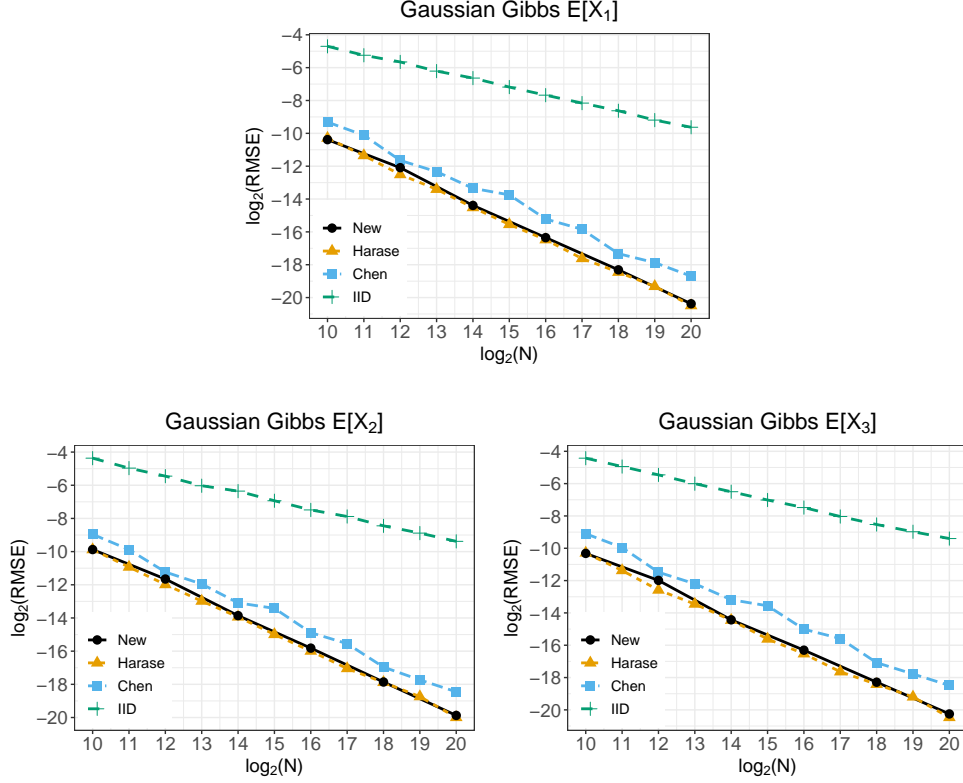 Gaussian Gibbs E[X₁]
log₂(RMSE)
−4
−6
−8
−10
−12
−14
−16
−18
−20
New
Harase
Chen
IID
10 11 12 13 14 15 16 17 18 19 20
log₂(N)
Gaussian Gibbs E[X₂]
log₂(RMSE)
−4
−6
−8
−10
−12
−14
−16
−18
−20
New
Harase
Chen
IID
10 11 12 13 14 15 16 17 18 19 20
log₂(N)
Gaussian Gibbs E[X₃]
log₂(RMSE)
−4
−6
−8
−10
−12
−14
−16
−18
−20
New
Harase
Chen
IID
10 11 12 13 14 15 16 17 18 19 20
log₂(N)